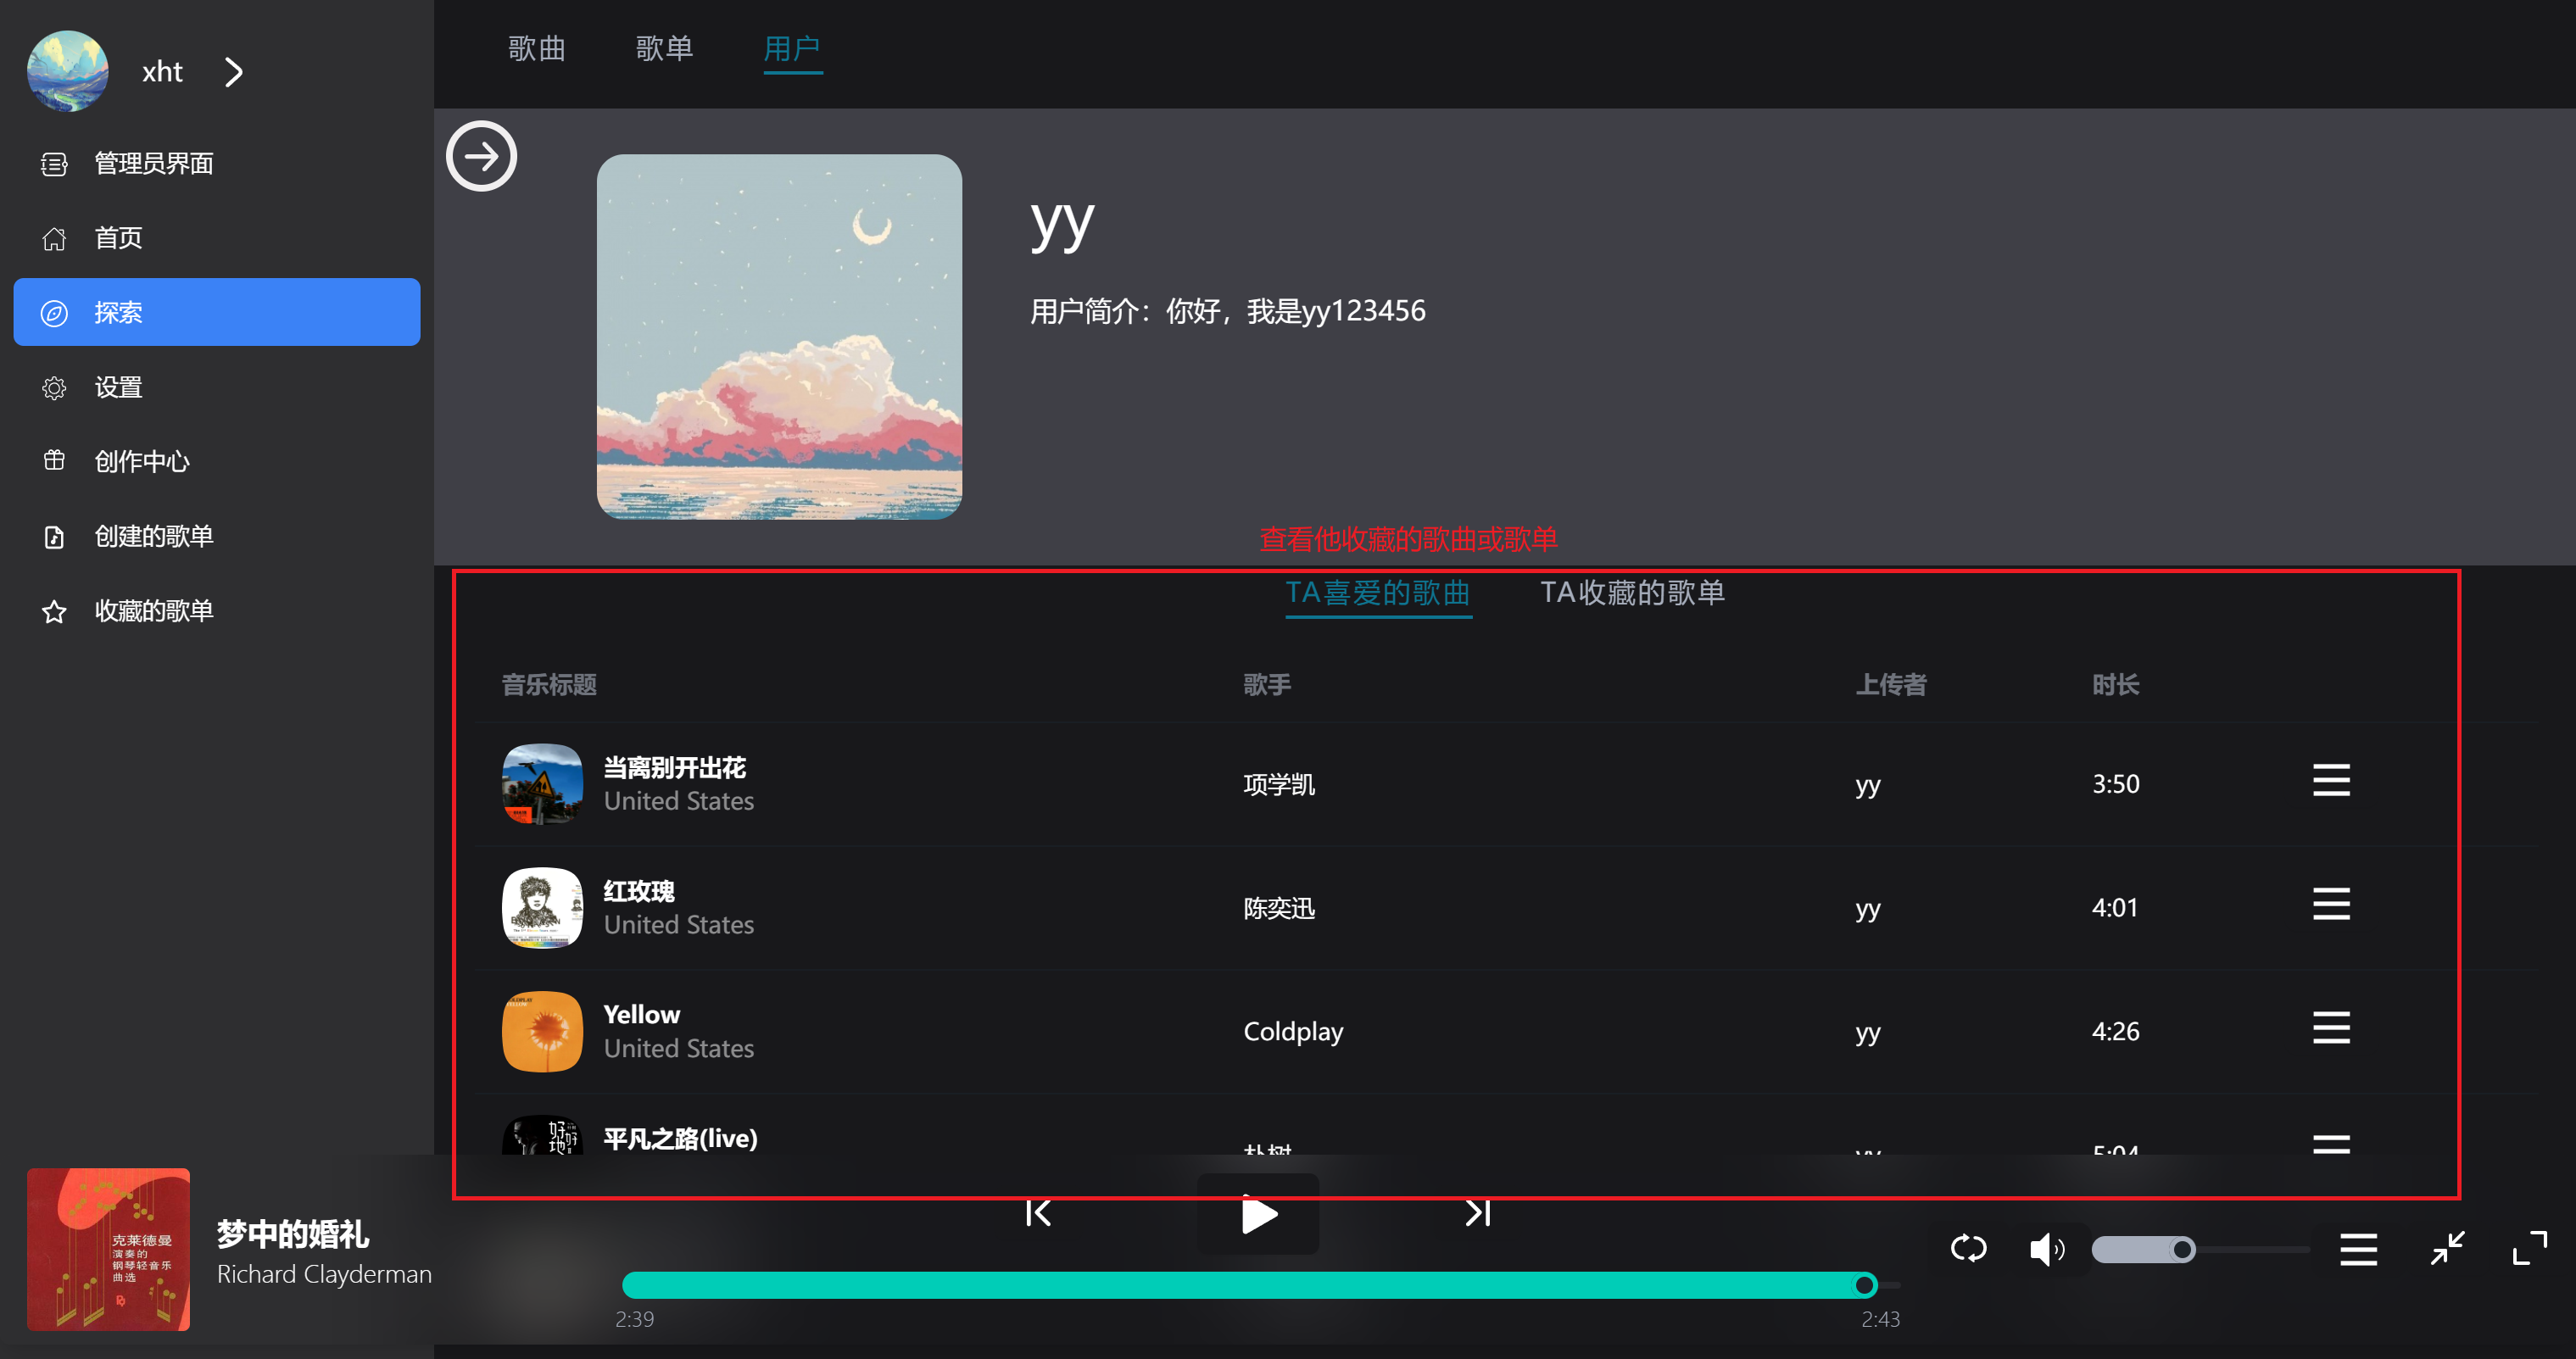 xht
管理员界面
首页
探索
设置
创作中心
创建的歌单
收藏的歌单
歌曲 歌单 用户
yy
用户简介：你好，我是yy123456
查看他收藏的歌曲或歌单
TA喜爱的歌曲 TA收藏的歌单
音乐标题 歌手 上传者 时长
当离别开出花
United States
项学凯 yy 3:50
红玫瑰
United States
陈奕迅 yy 4:01
Yellow
United States
Coldplay yy 4:26
平凡之路(live)
朴树 yy 5:04
克莱德曼
演奏的
钢琴轻音乐
曲选
梦中的婚礼
Richard Clayderman
2:39 2:43